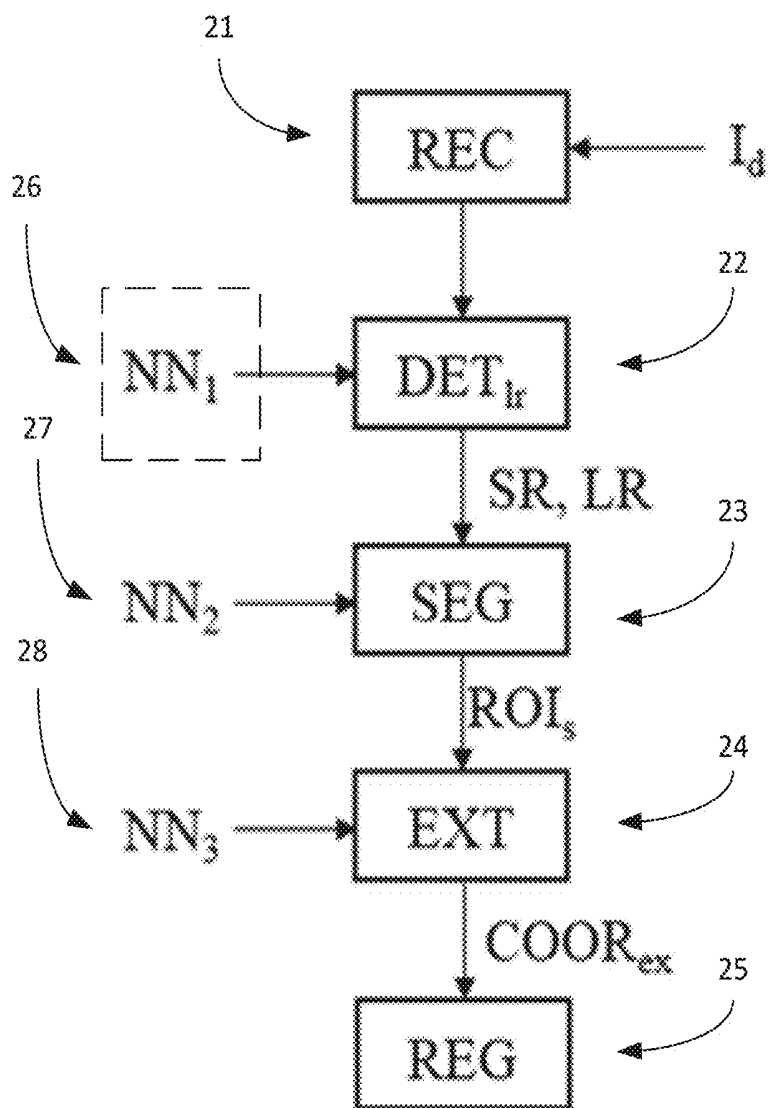 21
REC
I_d
26
22
NN_1
DET_lr
27
SR, LR
23
NN_2
SEG
28
ROI_s
24
NN_3
EXT
COOR_ex
25
REG